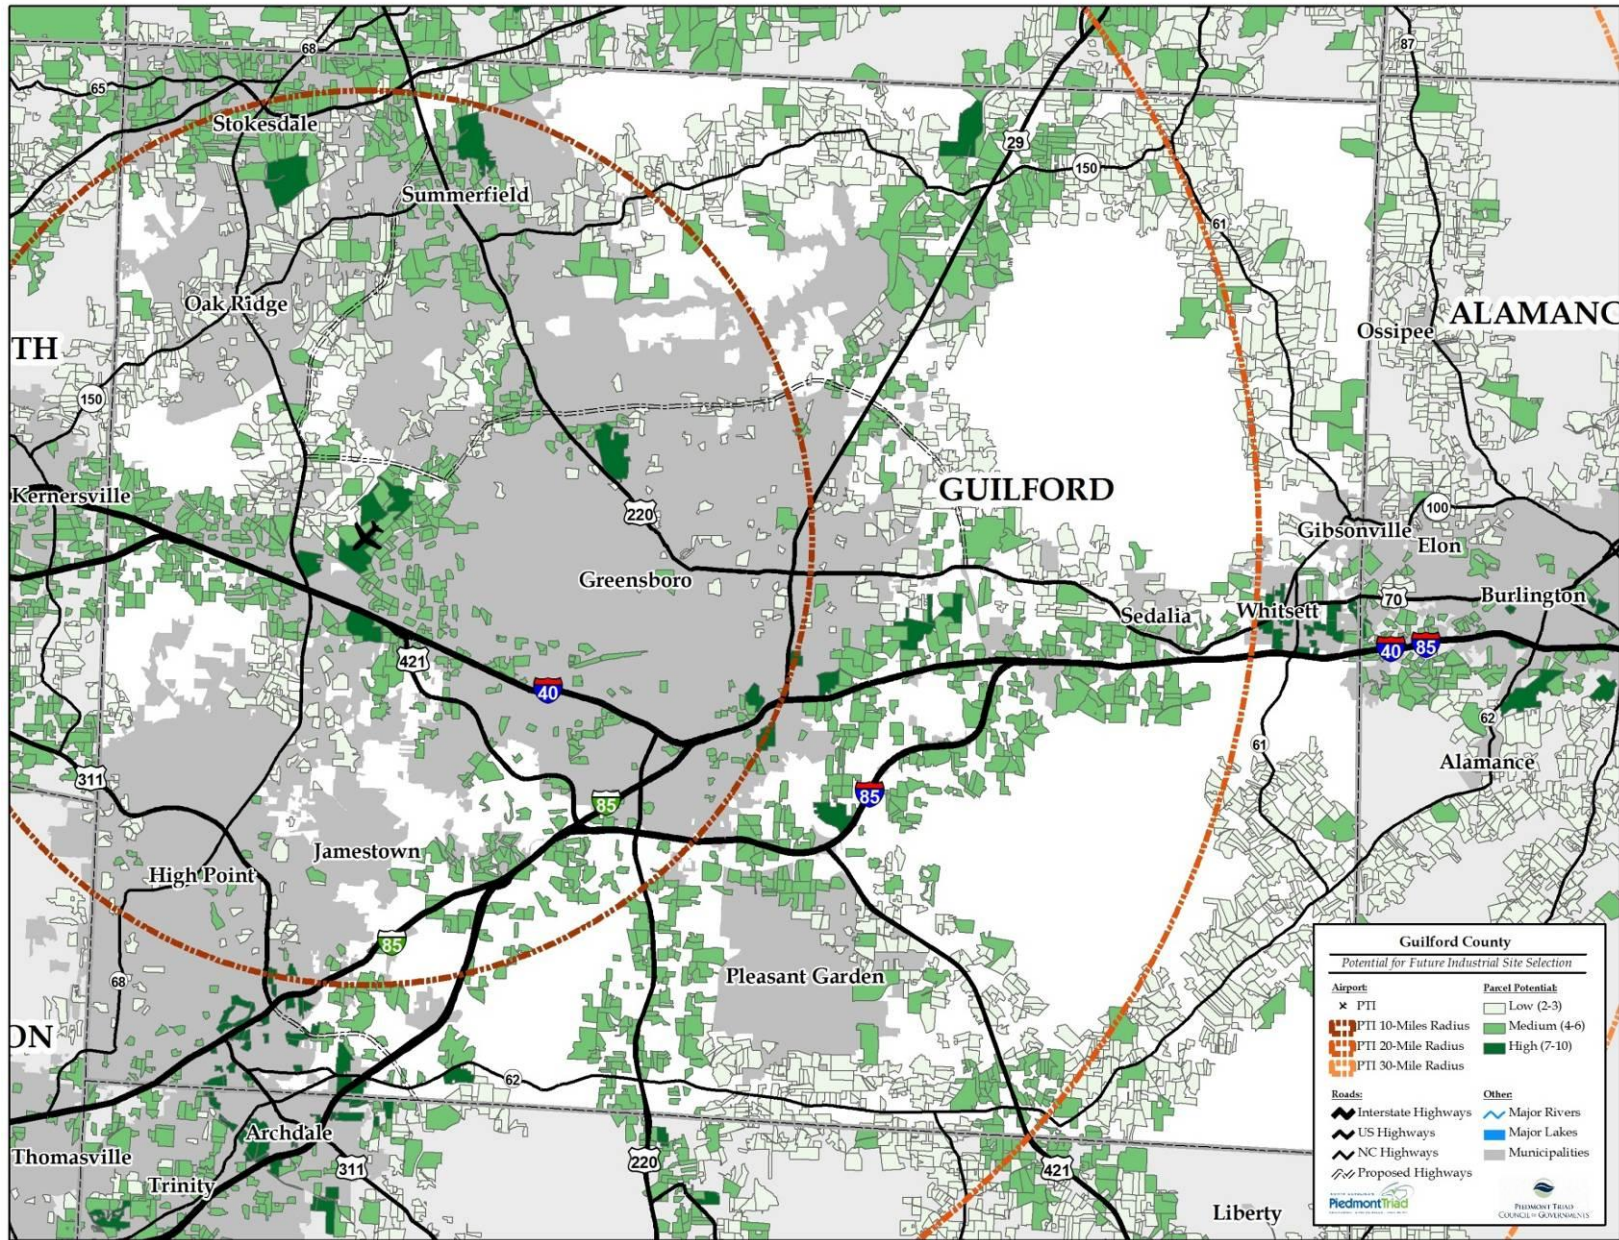 68
87
65
Stokesdale
29
150
Summerfield
61
Oak Ridge
ALAMANC
Ossipee
TH
150
Kernersville
GUILFORD
100
220
Gibsonville
Elon
Greensboro
70
Burlington
Sedalia
Whitsett
40
85
421
40
62
61
Alamance
311
85
85
Jamestown
High Point
85
Pleasant Garden
68
ON
62
Archdale
Thomasville
311
220
421
Trinity
Liberty
Guilford County
Potential for Future Industrial Site Selection
Airport:
PTI
PTI 10-Miles Radius
PTI 20-Mile Radius
PTI 30-Mile Radius
Parcel Potential:
Low (2-3)
Medium (4-6)
High (7-10)
Roads:
Interstate Highways
US Highways
NC Highways
Proposed Highways
Other:
Major Rivers
Major Lakes
Municipalities
PiedmontTriad
PIEDMONT TRIAD
COUNCIL of GOVERNMENTS